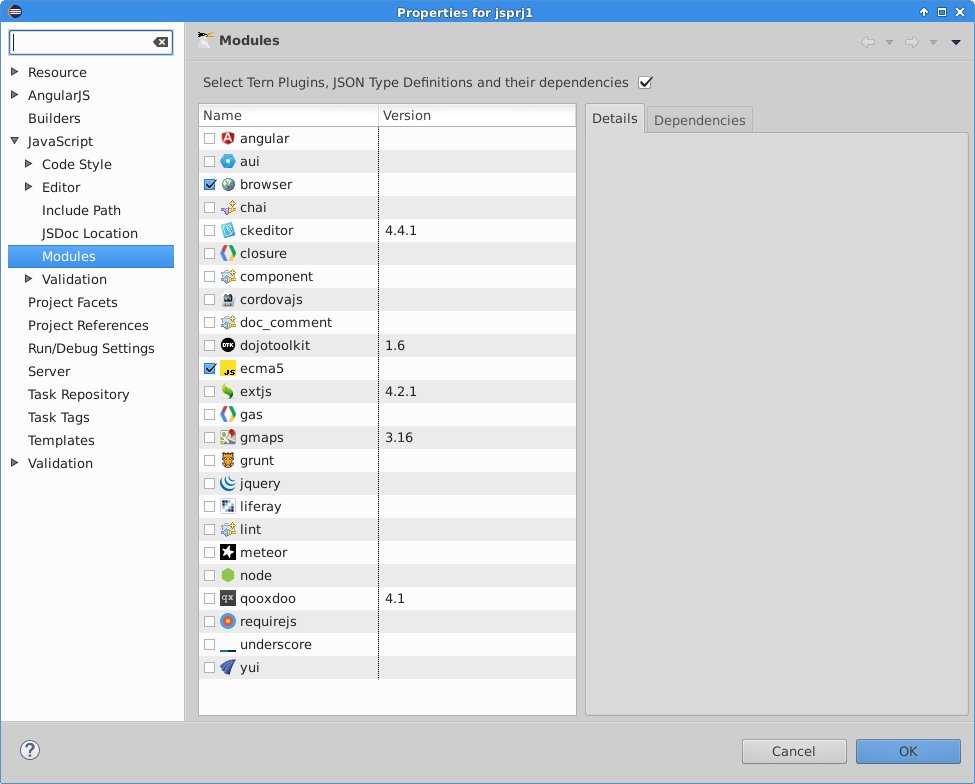 Properties for jsprj1
Resource
AngularJS
Builders
JavaScript
Code Style
Editor
Include Path
JSDoc Location
Modules
Validation
Project Facets
Project References
Run/Debug Settings
Server
Task Repository
Task Tags
Templates
Validation
Modules
Select Tern Plugins, JSON Type Definitions and their dependencies
Name Version
angular
aui
browser
chai
ckeditor 4.4.1
closure
component
cordovajs
doc_comment
DTK dojotoolkit 1.6
JS ecma5
extjs 4.2.1
gas
gmaps 3.16
grunt
jquery
liferay
lint
meteor
node
qx qooxdoo 4.1
requirejs
underscore
yui
Details Dependencies
? Cancel OK